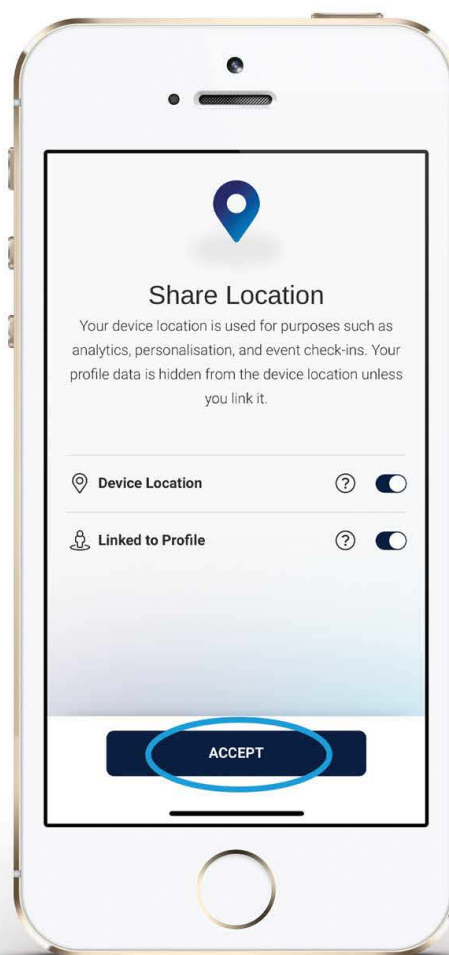 Share Location
Your device location is used for purposes such as
analytics, personalisation, and event check-ins. Your
profile data is hidden from the device location unless
you link it.
Device Location ?
Linked to Profile ?
ACCEPT